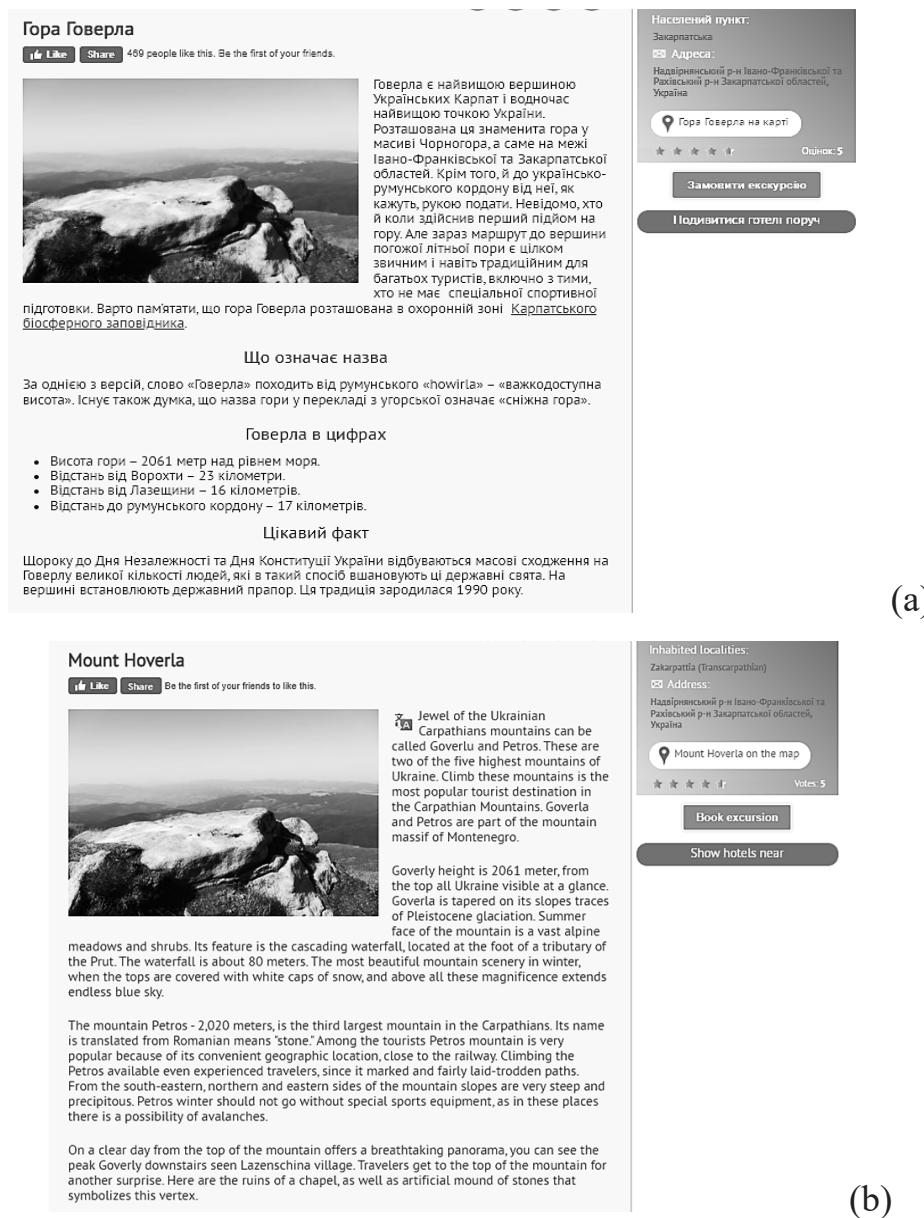 Гора Говерла
Like Share 469 people like this. Be the first of your friends.
Говерла є найвищою вершиною
Українських Карпат і водночас
найвищою точкою України.
Розташована ця знаменита гора у
масиві Чорногора, а саме на межі
Івано-Франківської та Закарпатської
областей. Крім того, й до українсько-
румунського кордону від неї, як
кажуть, рукою подати. Невідомо, хто
й коли здійснив перший підйом на
гору. Але зараз маршрут до вершини
погожої літньої пори є цілком
звичним і навіть традиційним для
багатьох туристів, включно з тими,
хто не має спеціальної спортивної
підготовки. Варто пам'ятати, що гора Говерла розташована в охоронній зоні Карпатського
біосферного заповідника.
Що означає назва
За однією з версій, слово «Говерла» походить від румунського «howirla» – «важкодоступна
висота». Існує також думка, що назва гори у перекладі з угорської означає «сніжна гора».
Говерла в цифрах
• Висота гори – 2061 метр над рівнем моря.
• Відстань від Ворохти – 23 кілометри.
• Відстань від Лазещини – 16 кілометрів.
• Відстань до румунського кордону – 17 кілометрів.
Цікавий факт
Щороку до Дня Незалежності та Дня Конституції України відбуваються масові сходження на
Говерлу великої кількості людей, які в такий спосіб вшановують ці державні свята. На
вершині встановлюють державний прапор. Ця традиція зародилася 1990 року.
Населений пункт:
Закарпатська
Адреса:
Надвірнянський р-н Івано-Франківської та
Рахівський р-н Закарпатської областей,
Україна
Гора Говерла на карті
Оцінок: 5
Замовити екскурсію
Подивитися готелі поруч
(a)
Mount Hoverla
Like Share Be the first of your friends to like this.
Jewel of the Ukrainian
Carpathians mountains can be
called Goverlu and Petros. These are
two of the five highest mountains of
Ukraine. Climb these mountains is the
most popular tourist destination in
the Carpathian Mountains. Goverla
and Petros are part of the mountain
massif of Montenegro.
Goverly height is 2061 meter, from
the top all Ukraine visible at a glance.
Goverla is tapered on its slopes traces
of Pleistocene glaciation. Summer
face of the mountain is a vast alpine
meadows and shrubs. Its feature is the cascading waterfall, located at the foot of a tributary of
the Prut. The waterfall is about 80 meters. The most beautiful mountain scenery in winter,
when the tops are covered with white caps of snow, and above all these magnificence extends
endless blue sky.
The mountain Petros - 2,020 meters, is the third largest mountain in the Carpathians. Its name
is translated from Romanian means "stone." Among the tourists Petros mountain is very
popular because of its convenient geographic location, close to the railway. Climbing the
Petros available even experienced travelers, since it marked and fairly laid-trodden paths.
From the south-eastern, northern and eastern sides of the mountain slopes are very steep and
precipitous. Petros winter should not go without special sports equipment, as in these places
there is a possibility of avalanches.
On a clear day from the top of the mountain offers a breathtaking panorama, you can see the
peak Goverly downstairs seen Lazenschina village. Travelers get to the top of the mountain for
another surprise. Here are the ruins of a chapel, as well as artificial mound of stones that
symbolizes this vertex.
Inhabited localities:
Zakarpattia (Transcarpathian)
Address:
Надвірнянський р-н Івано-Франківської та
Рахівський р-н Закарпатської областей,
Україна
Mount Hoverla on the map
Votes: 5
Book excursion
Show hotels near
(b)